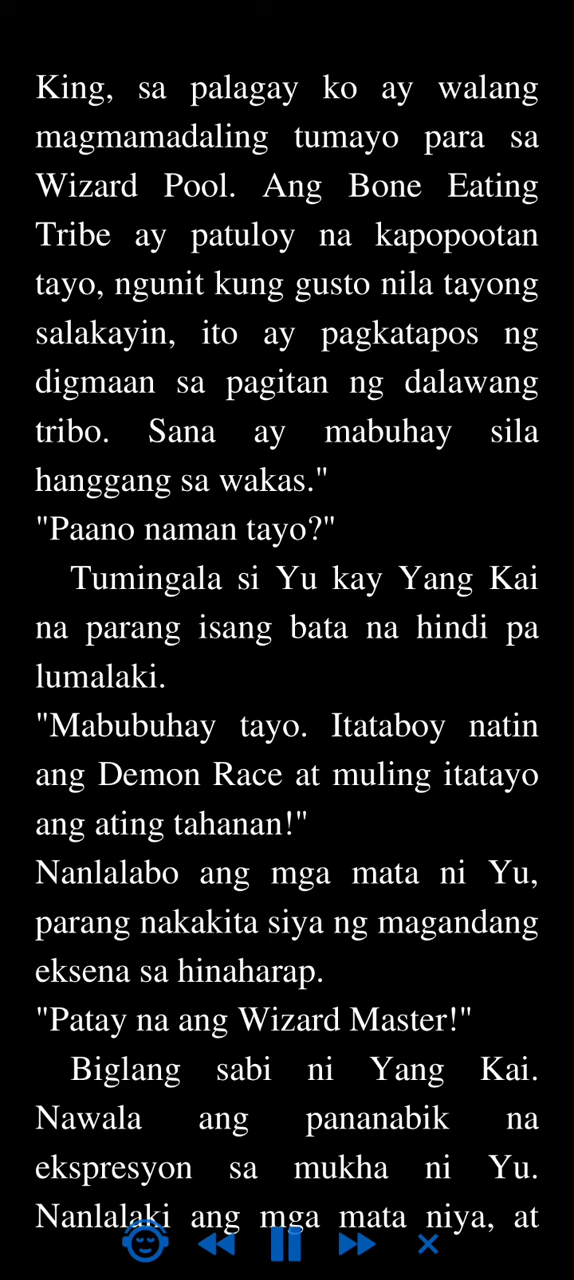 King, sa palagay ko ay walang
magmamadaling tumayo para sa
Wizard Pool. Ang Bone Eating
Tribe ay patuloy na kapopootan
tayo, ngunit kung gusto nila tayong
salakayin, ito ay pagkatapos ng
digmaan sa pagitan ng dalawang
tribo. Sana ay mabuhay sila
hanggang sa wakas."
"Paano naman tayo?"
Tumingala si Yu kay Yang Kai
na parang isang bata na hindi pa
lumalaki.
"Mabubuhay tayo. Itataboy natin
ang Demon Race at muling itatayo
ang ating tahanan!"
Nanlalabo ang mga mata ni Yu,
parang nakakita siya ng magandang
eksena sa hinaharap.
"Patay na ang Wizard Master!"
Biglang sabi ni Yang Kai.
Nawala ang pananabik na
ekspresyon sa mukha ni Yu.
Nanlalaki ang mga mata niya, at